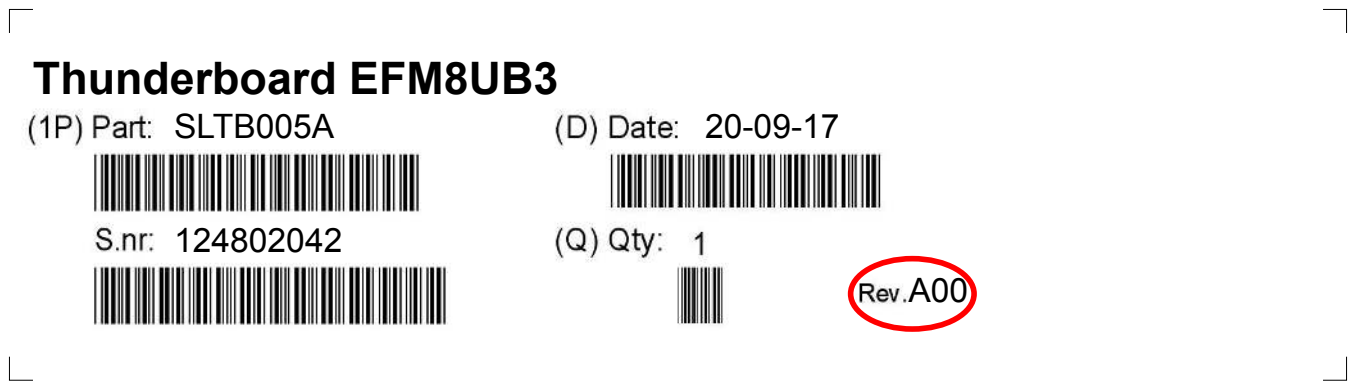 Thunderboard EFM8UB3
(1P) Part: SLTB005A
(D) Date: 20-09-17
S.nr: 124802042
(Q) Qty: 1
Rev.A00